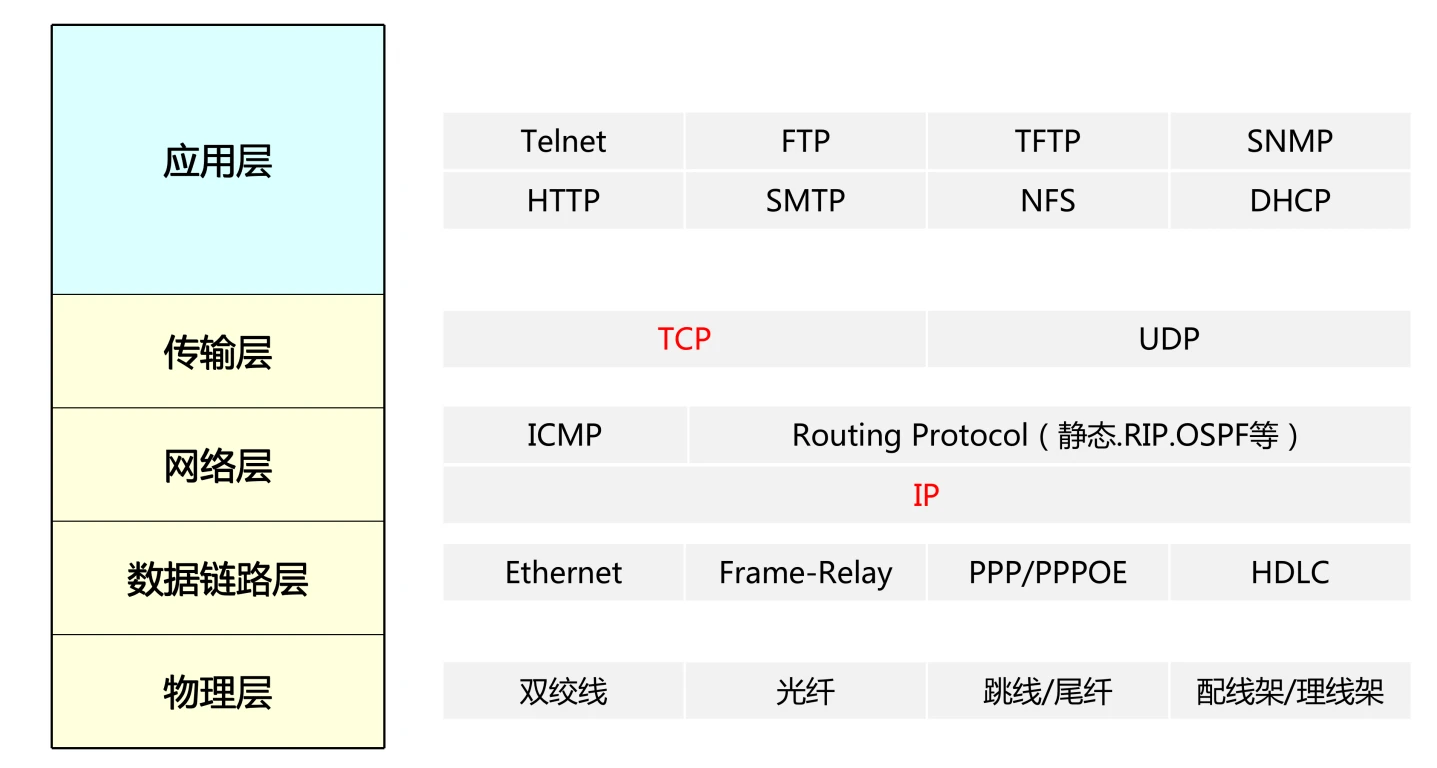 应用层
Telnet FTP TFTP SNMP
HTTP SMTP NFS DHCP
传输层
TCP UDP
网络层
ICMP Routing Protocol（静态.RIP.OSPF等）
IP
数据链路层
Ethernet Frame-Relay PPP/PPPOE HDLC
物理层
双绞线 光纤 跳线/尾纤 配线架/理线架